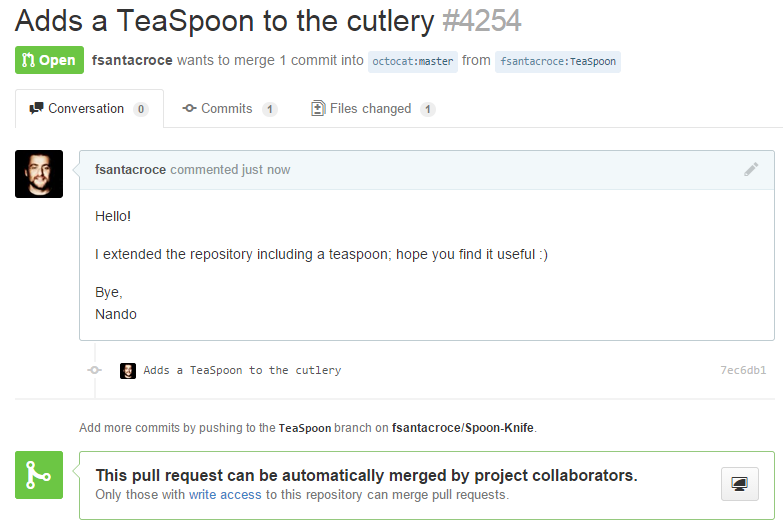 Adds a TeaSpoon to the cutlery #4254
Open fsantacroce wants to merge 1 commit into octocat:master from fsantacroce:TeaSpoon
Conversation 0 Commits 1 Files changed 1
fsantacroce commented just now
Hello!
I extended the repository including a teaspoon; hope you find it useful :)
Bye,
Nando
Adds a TeaSpoon to the cutlery 7ec6db1
Add more commits by pushing to the TeaSpoon branch on fsantacroce/Spoon-Knife.
This pull request can be automatically merged by project collaborators.
Only those with write access to this repository can merge pull requests.